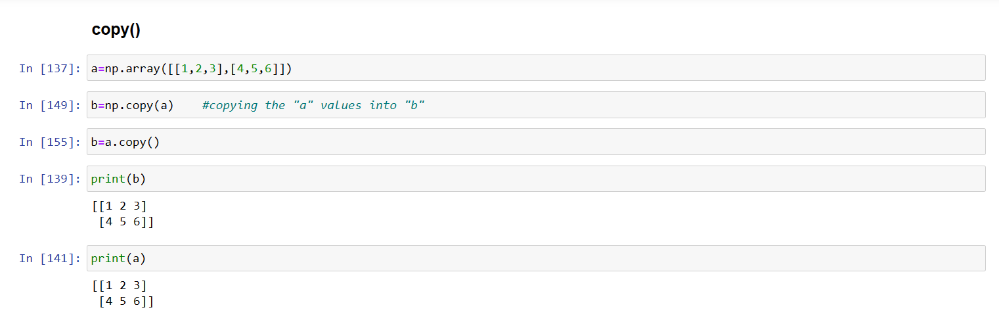 copy()
In [137]: a=np.array([[1,2,3],[4,5,6]])
In [149]: b=np.copy(a)    #copying the "a" values into "b"
In [155]: b=a.copy()
In [139]: print(b)
[[1 2 3]
 [4 5 6]]
In [141]: print(a)
[[1 2 3]
 [4 5 6]]